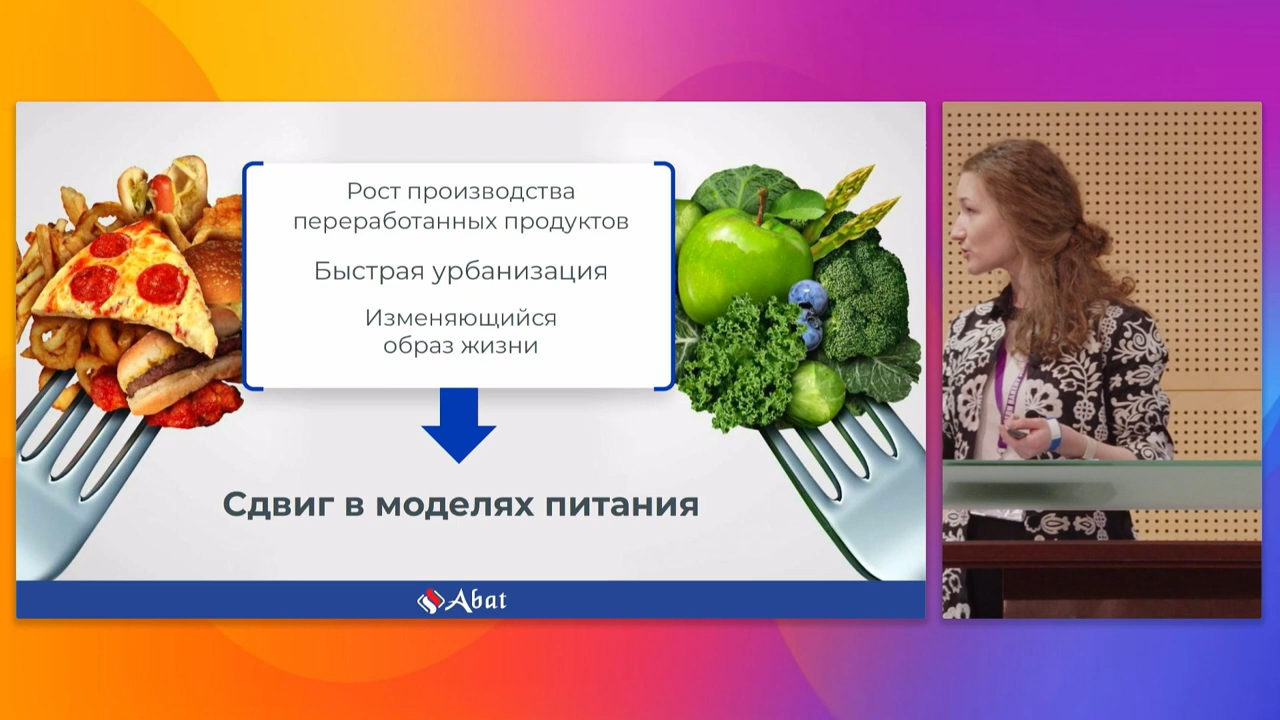 Рост производства
переработанных продуктов
Быстрая урбанизация
Изменяющийся
образ жизни
Сдвиг в моделях питания
Abat